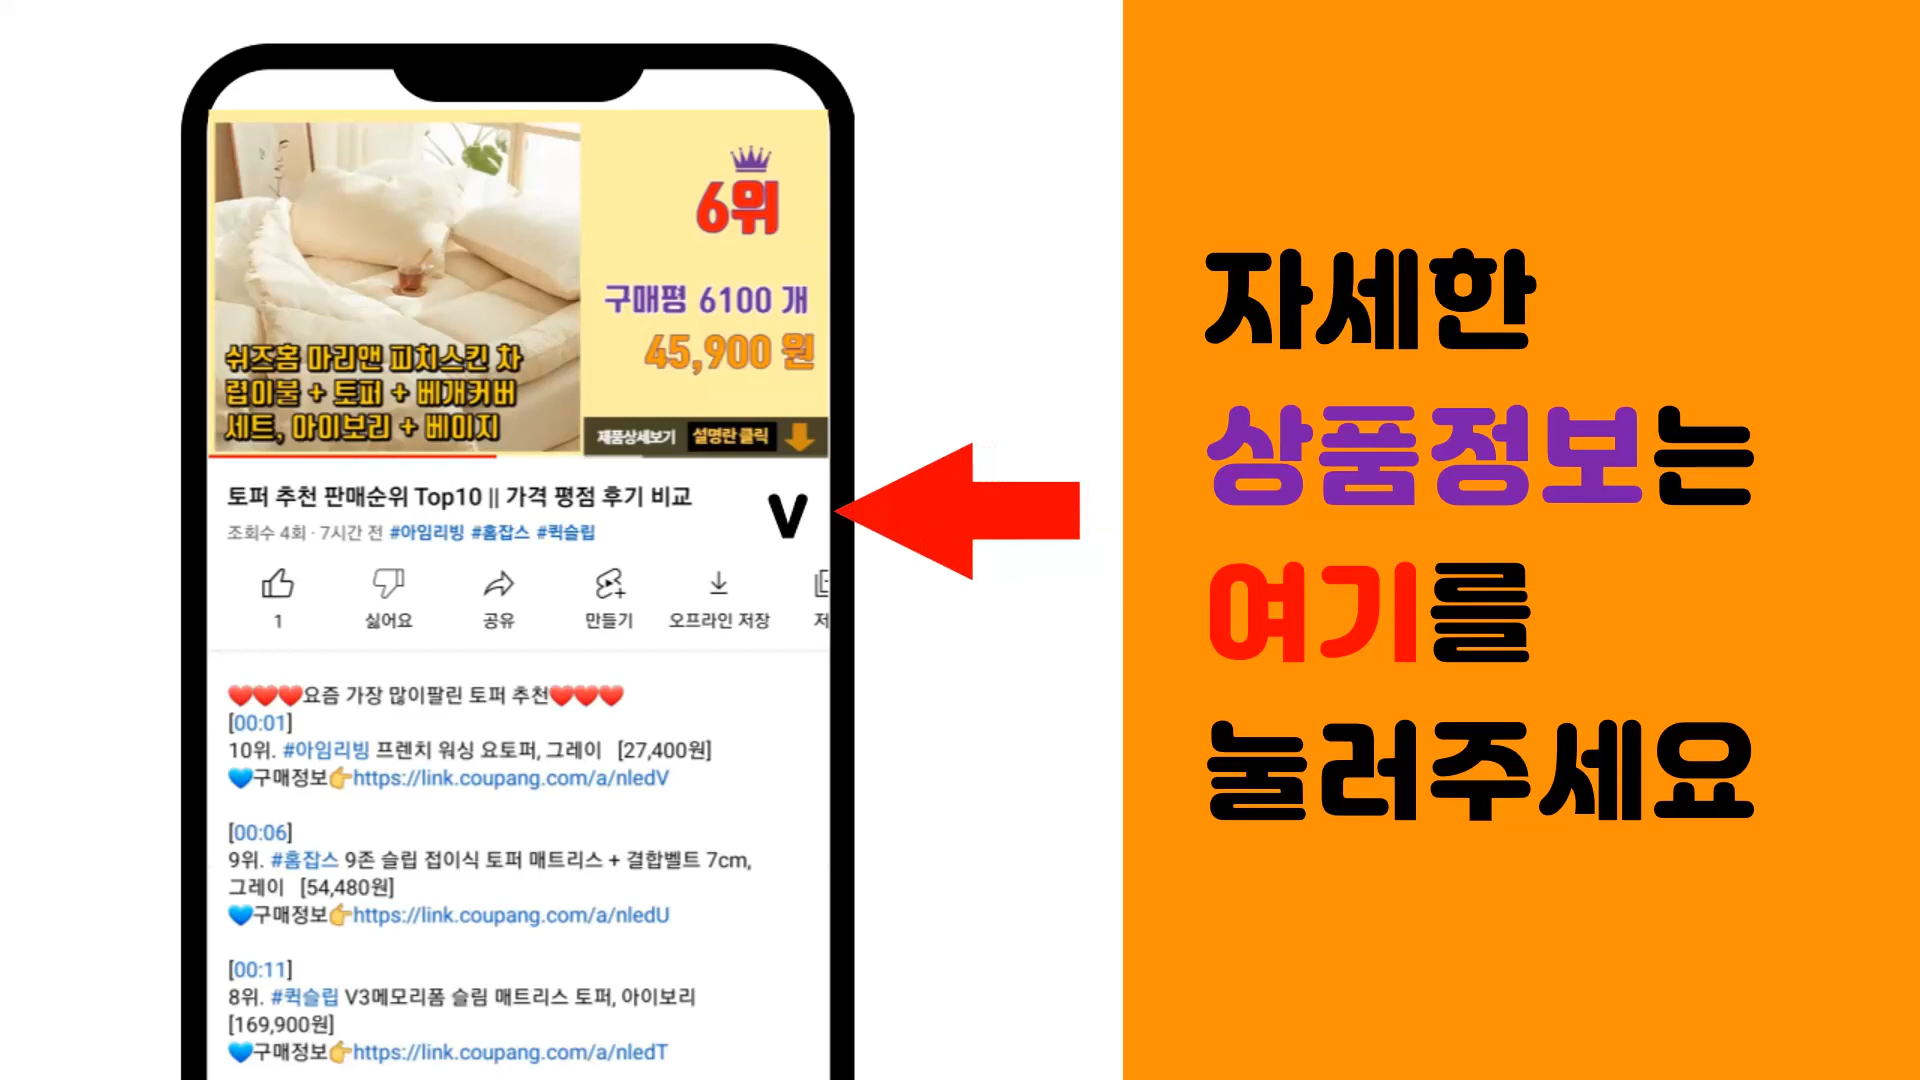 6위
구매평 6100 개
45,900 원
쉬즈홈 마리앤 피치스킨 차
렵이불 + 토퍼 + 베개커버
세트, 아이보리 + 베이지
제품상세보기 설명란 클릭
토퍼 추천 판매순위 Top10 || 가격 평점 후기 비교
V
조회수 4회 · 7시간 전 #아임리빙 #홈잡스 #퀵슬립
1 싫어요 공유 만들기 오프라인 저장 저
❤️❤️❤️요즘 가장 많이팔린 토퍼 추천❤️❤️❤️
[00:01]
10위. #아임리빙 프렌치 워싱 요토퍼, 그레이 [27,400원]
💙구매정보👉https://link.coupang.com/a/nledV
[00:06]
9위. #홈잡스 9존 슬립 접이식 토퍼 매트리스 + 결합벨트 7cm,
그레이 [54,480원]
💙구매정보👉https://link.coupang.com/a/nledU
[00:11]
8위. #퀵슬립 V3메모리폼 슬림 매트리스 토퍼, 아이보리
[169,900원]
💙구매정보👉https://link.coupang.com/a/nledT
자세한
상품정보는
여기를
눌러주세요